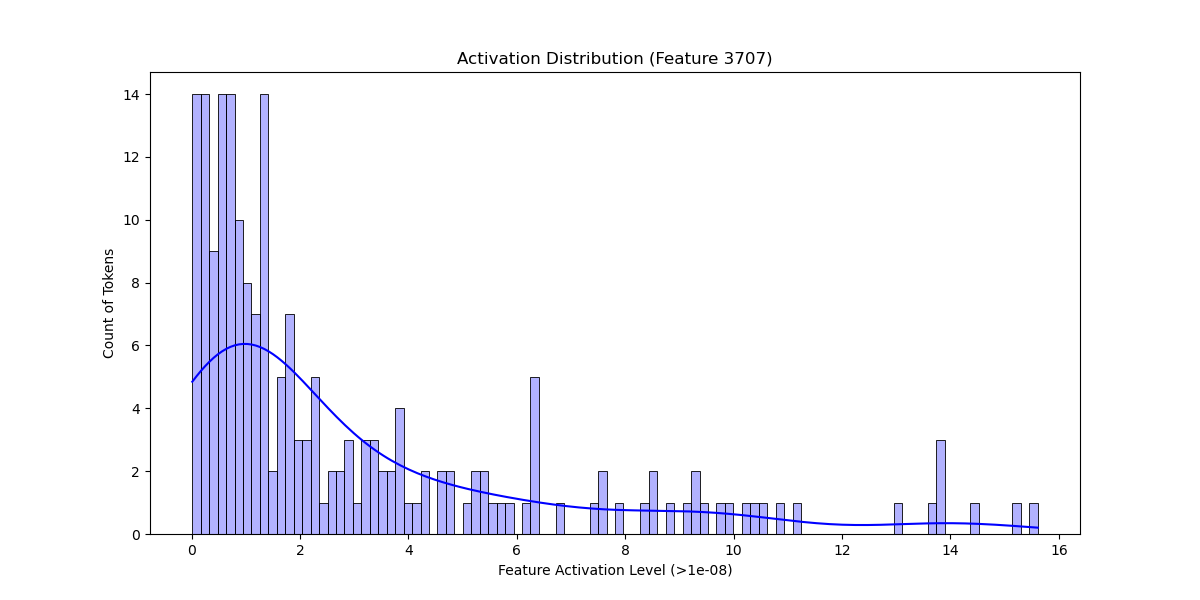 Activation Distribution (Feature 3707)
14
12
10
8
6
4
2
0
Count of Tokens
0 2 4 6 8 10 12 14 16
Feature Activation Level (>1e-08)